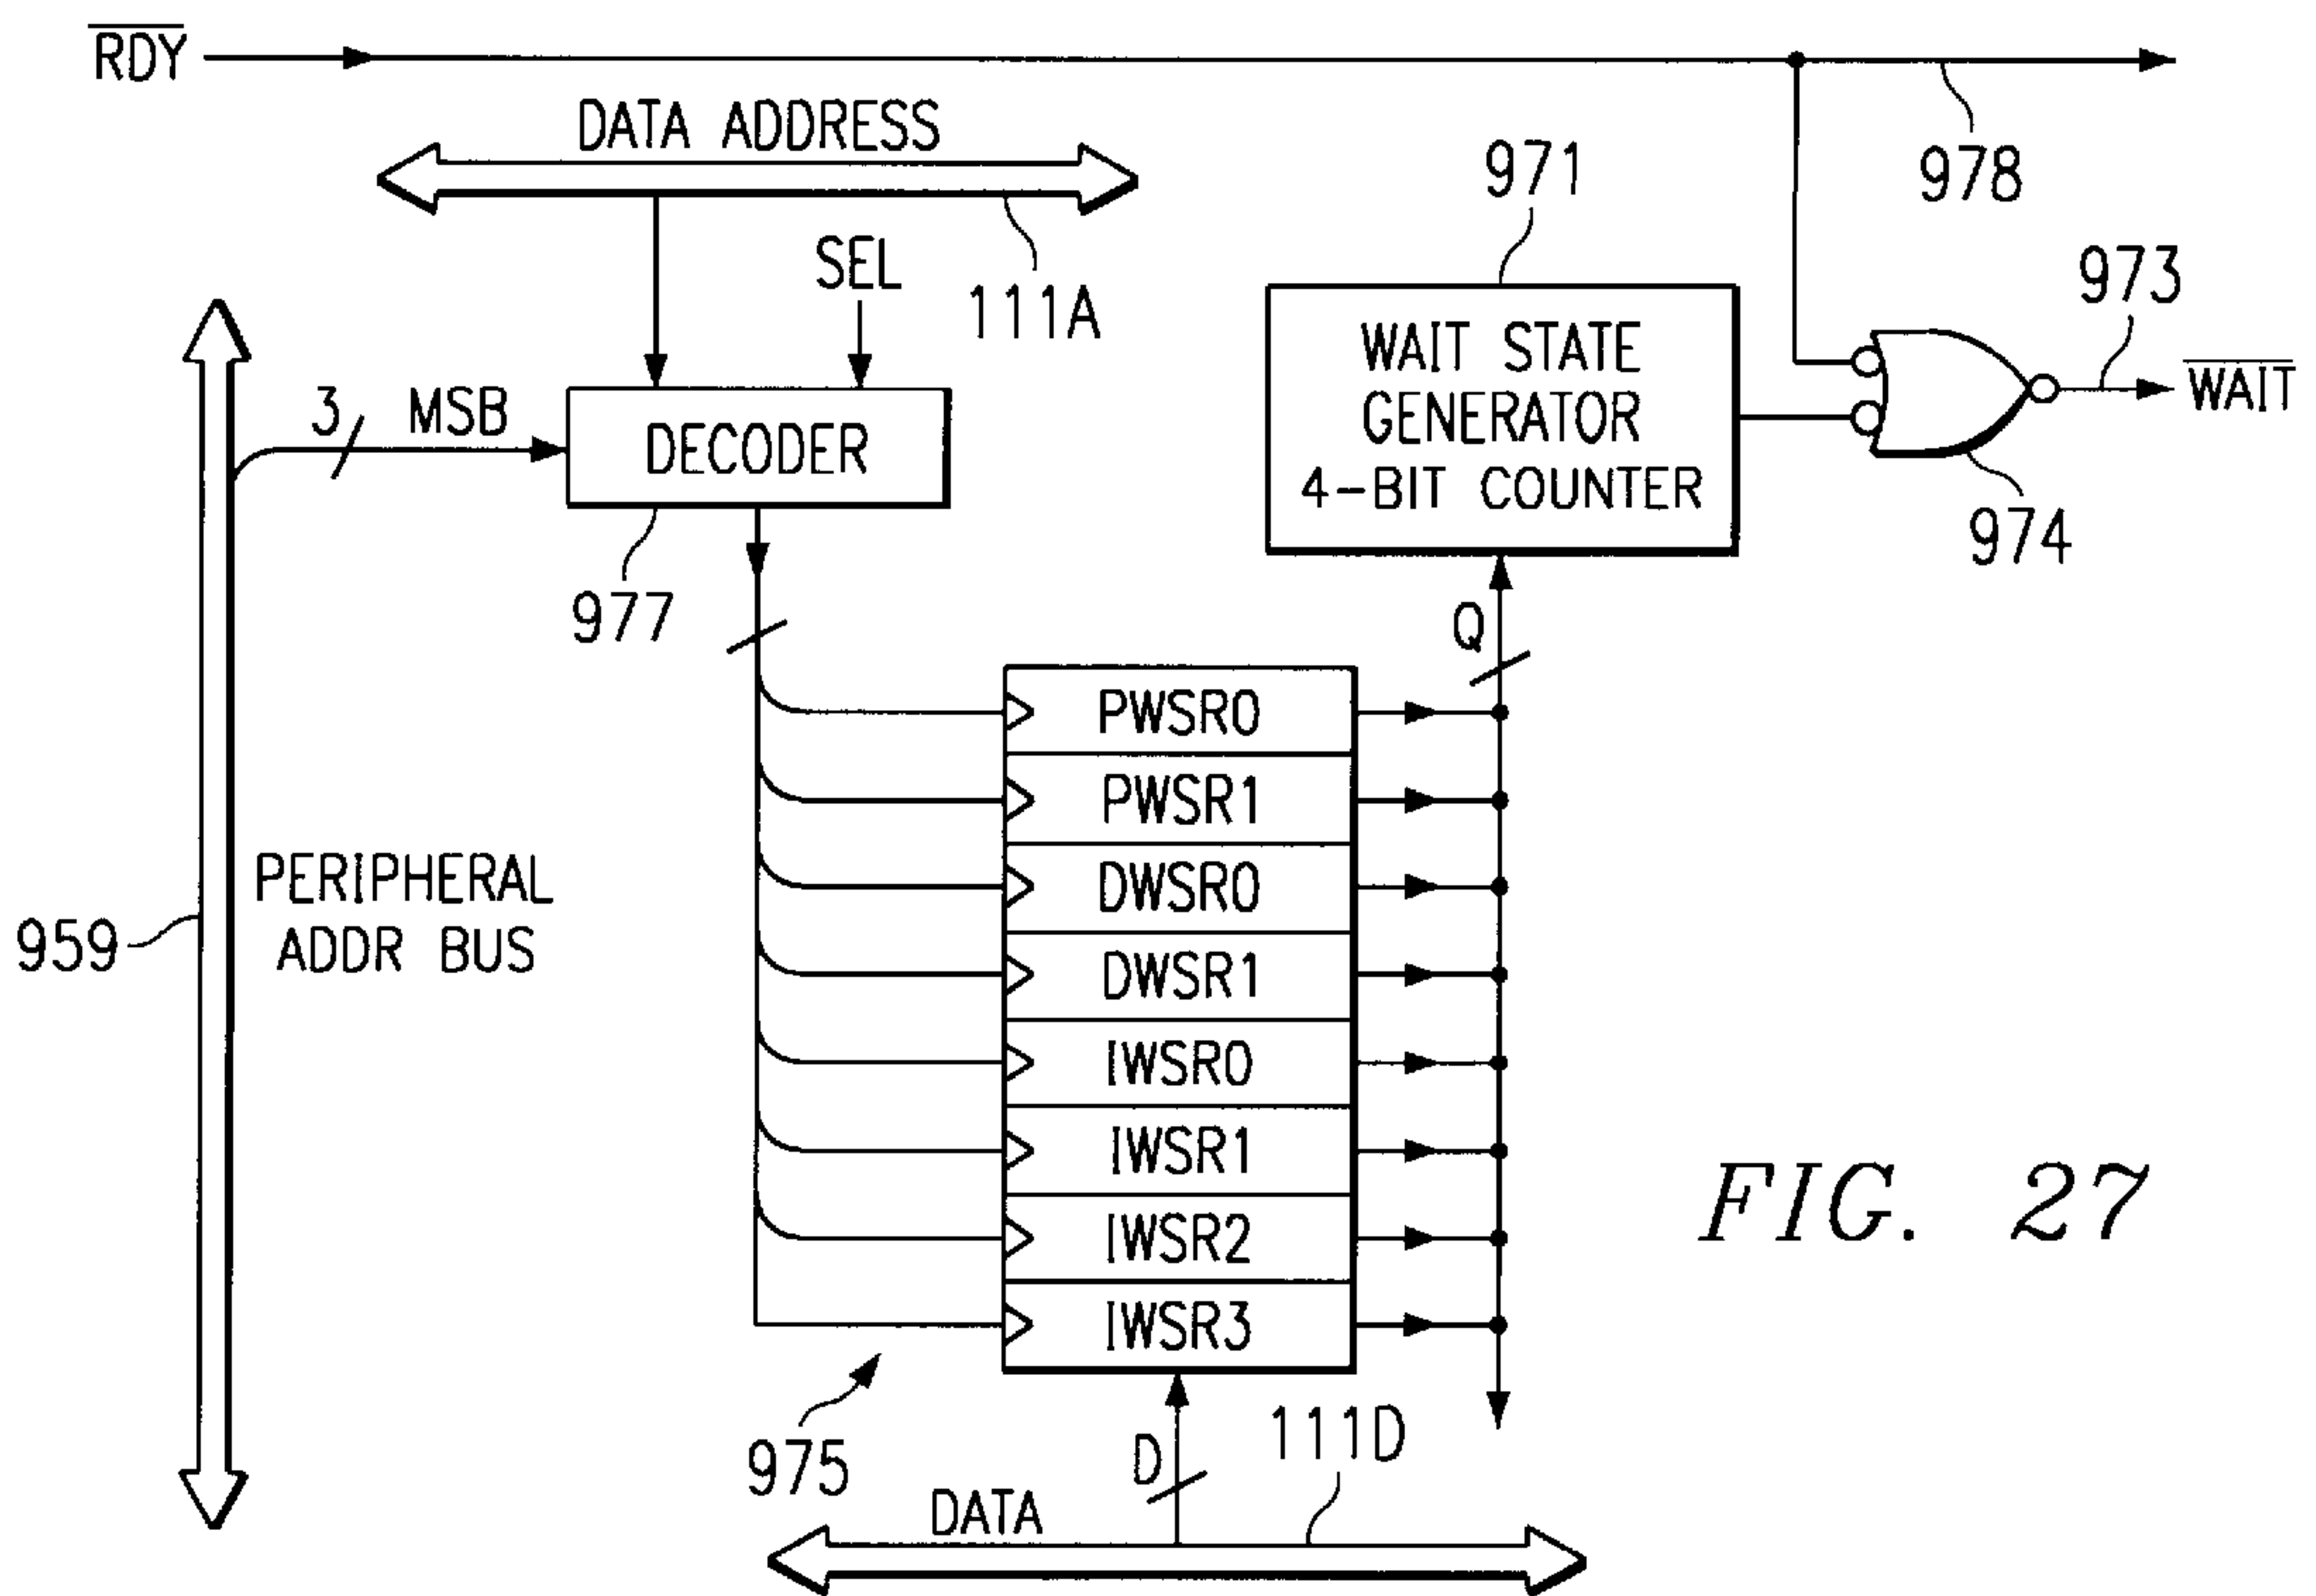 RDY
DATA ADDRESS
978
971
SEL
111A
973
WAIT STATE
GENERATOR
4-BIT COUNTER
WAIT
3
MSB
DECODER
974
977
Q
PWSR0
PWSR1
DWSR0
PERIPHERAL
ADDR BUS
959
DWSR1
IWSR0
IWSR1
IWSR2
IWSR3
FIG. 27
975
D
111D
DATA